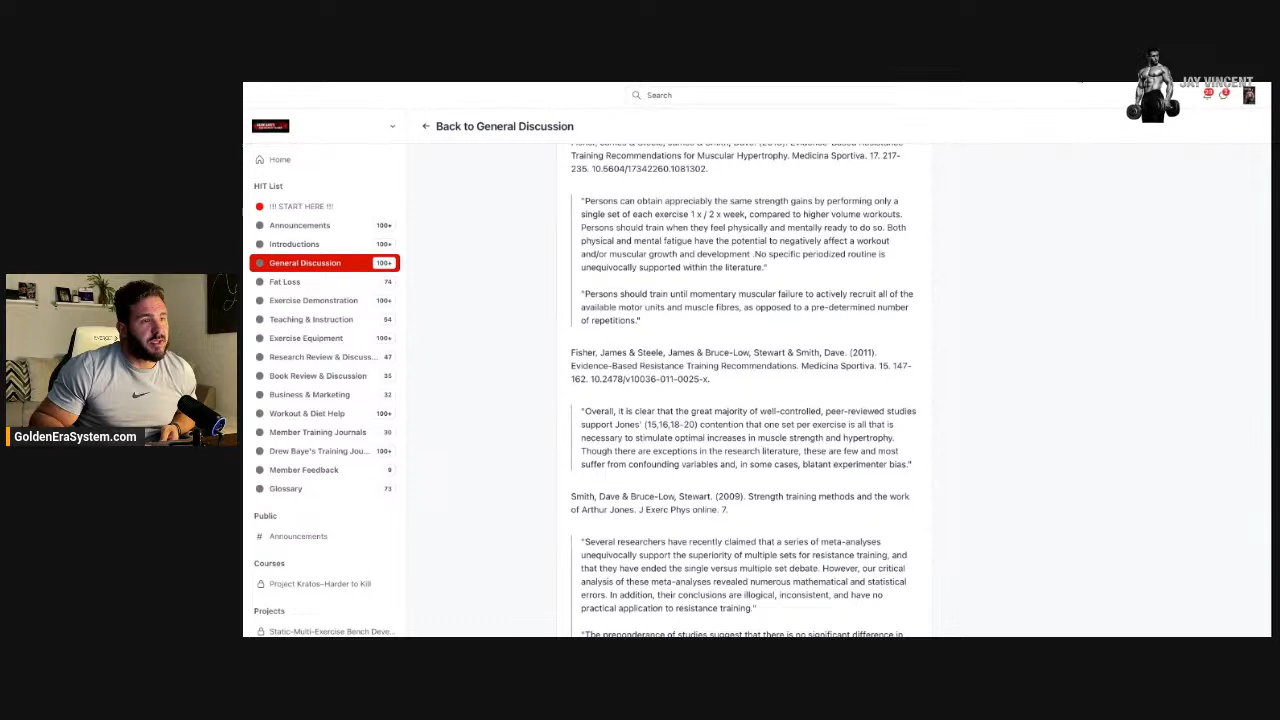 JAY VINCENT
Search
Back to General Discussion
Home
HIT List
!!! START HERE !!!
Announcements 100+
Introductions 100+
General Discussion 100+
Fat Loss 74
Exercise Demonstration 100+
Teaching & Instruction 54
Exercise Equipment 100+
Research Review & Discuss... 47
Book Review & Discussion 35
Business & Marketing 32
Workout & Diet Help 100+
Member Training Journals 30
Drew Baye's Training Jou... 100+
Member Feedback 9
Glossary 73
Public
# Announcements
Courses
Project Kratos-Harder to Kill
Projects
Static-Multi-Exercise Bench Deve...
Training Recommendations for Muscular Hypertrophy. Medicina Sportiva. 17. 217-
235. 10.5604/17342260.1081302.
"Persons can obtain appreciably the same strength gains by performing only a
single set of each exercise 1 x / 2 x week, compared to higher volume workouts.
Persons should train when they feel physically and mentally ready to do so. Both
physical and mental fatigue have the potential to negatively affect a workout
and/or muscular growth and development .No specific periodized routine is
unequivocally supported within the literature."
"Persons should train until momentary muscular failure to actively recruit all of the
available motor units and muscle fibres, as opposed to a pre-determined number
of repetitions."
Fisher, James & Steele, James & Bruce-Low, Stewart & Smith, Dave. (2011).
Evidence-Based Resistance Training Recommendations. Medicina Sportiva. 15. 147-
162. 10.2478/v10036-011-0025-x.
"Overall, it is clear that the great majority of well-controlled, peer-reviewed studies
support Jones' (15,16,18-20) contention that one set per exercise is all that is
necessary to stimulate optimal increases in muscle strength and hypertrophy.
Though there are exceptions in the research literature, these are few and most
suffer from confounding variables and, in some cases, blatant experimenter bias."
Smith, Dave & Bruce-Low, Stewart. (2009). Strength training methods and the work
of Arthur Jones. J Exerc Phys online. 7.
"Several researchers have recently claimed that a series of meta-analyses
unequivocally support the superiority of multiple sets for resistance training, and
that they have ended the single versus multiple set debate. However, our critical
analysis of these meta-analyses revealed numerous mathematical and statistical
errors. In addition, their conclusions are illogical, inconsistent, and have no
practical application to resistance training."
"The preponderance of studies suggest that there is no significant difference in
GoldenEraSystem.com